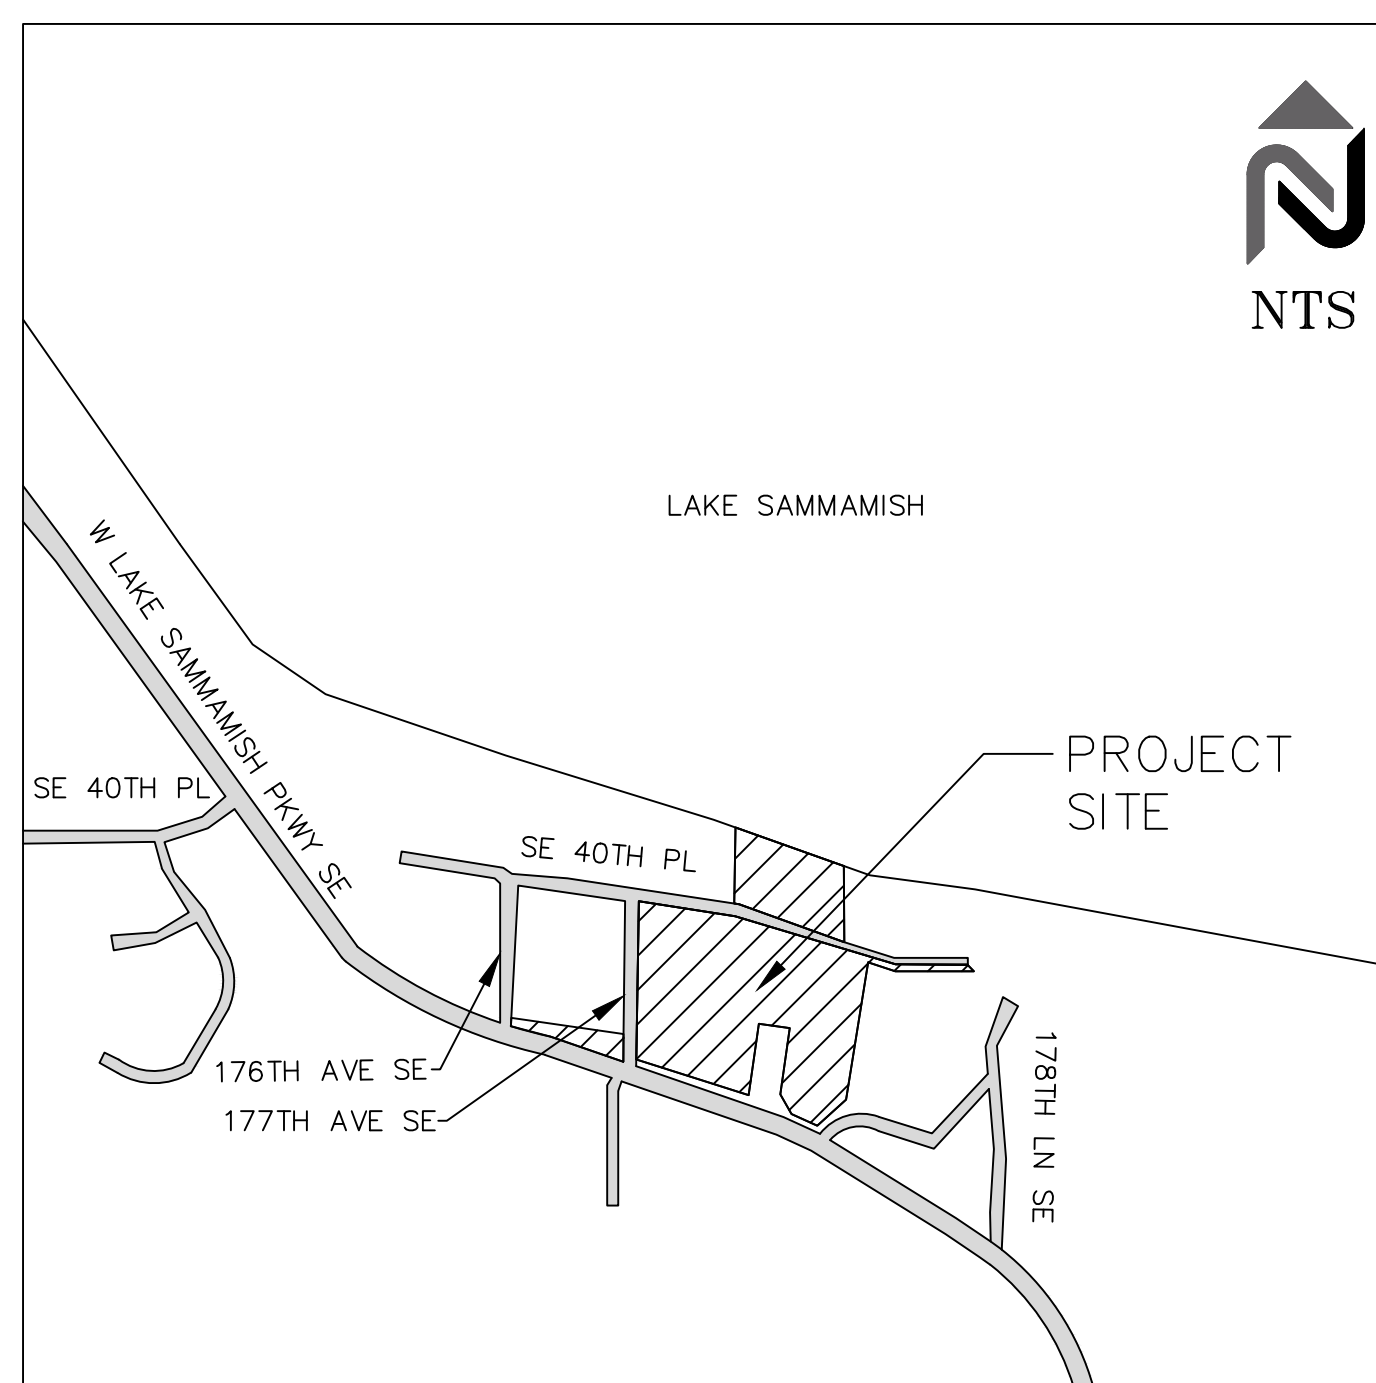 NTS
LAKE SAMMAMISH
W LAKE SAMMAMISH PKWY SE
PROJECT
SITE
SE 40TH PL
SE 40TH PL
176TH AVE SE
177TH AVE SE
178TH LN SE